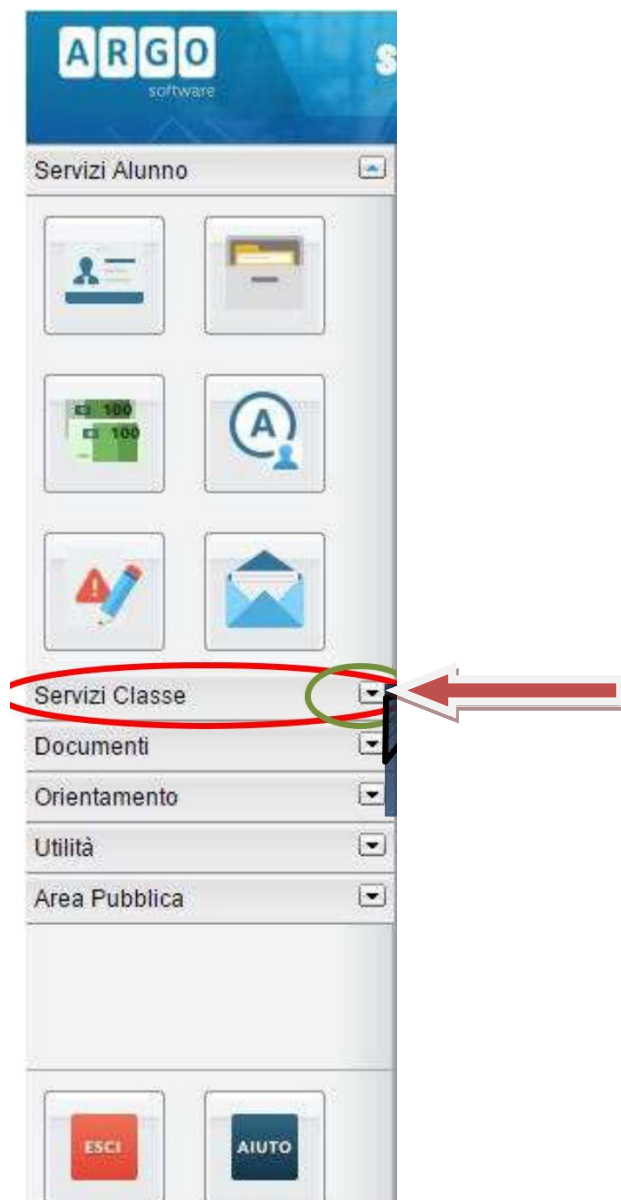 ARGO
software
S
Servizi Alunno
100
100
A
Servizi Classe
Documenti
Orientamento
Utilità
Area Pubblica
ESCI
AIUTO